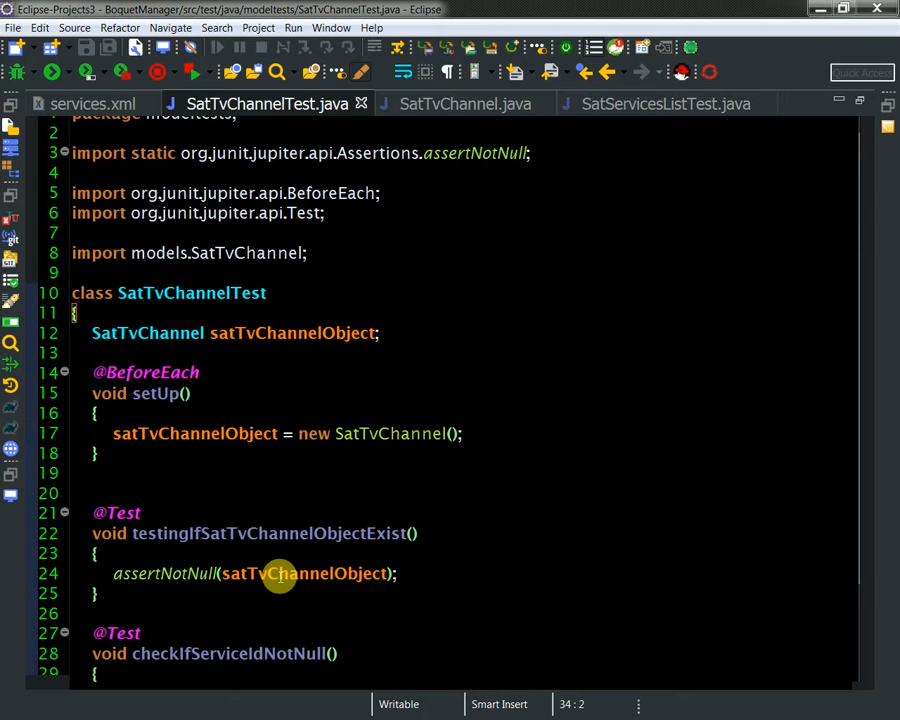 Eclipse-Projects3 - BoquetManager/src/test/java/modeltests/SatTvChannelTest.java - Eclipse
File Edit Source Refactor Navigate Search Project Run Window Help
Quick Access
services.xml SatTvChannelTest.java SatTvChannel.java SatServicesListTest.java
1 package modeltests;
2
3 import static org.junit.jupiter.api.Assertions.assertNotNull;
4
5 import org.junit.jupiter.api.BeforeEach;
6 import org.junit.jupiter.api.Test;
7
8 import models.SatTvChannel;
9
10 class SatTvChannelTest
11 {
12 SatTvChannel satTvChannelObject;
13
14 @BeforeEach
15 void setUp()
16 {
17 satTvChannelObject = new SatTvChannel();
18 }
19
20
21 @Test
22 void testingIfSatTvChannelObjectExist()
23 {
24 assertNotNull(satTvChannelObject);
25 }
26
27 @Test
28 void checkIfServiceIdNotNull()
29 {
Writable Smart Insert 34 : 2